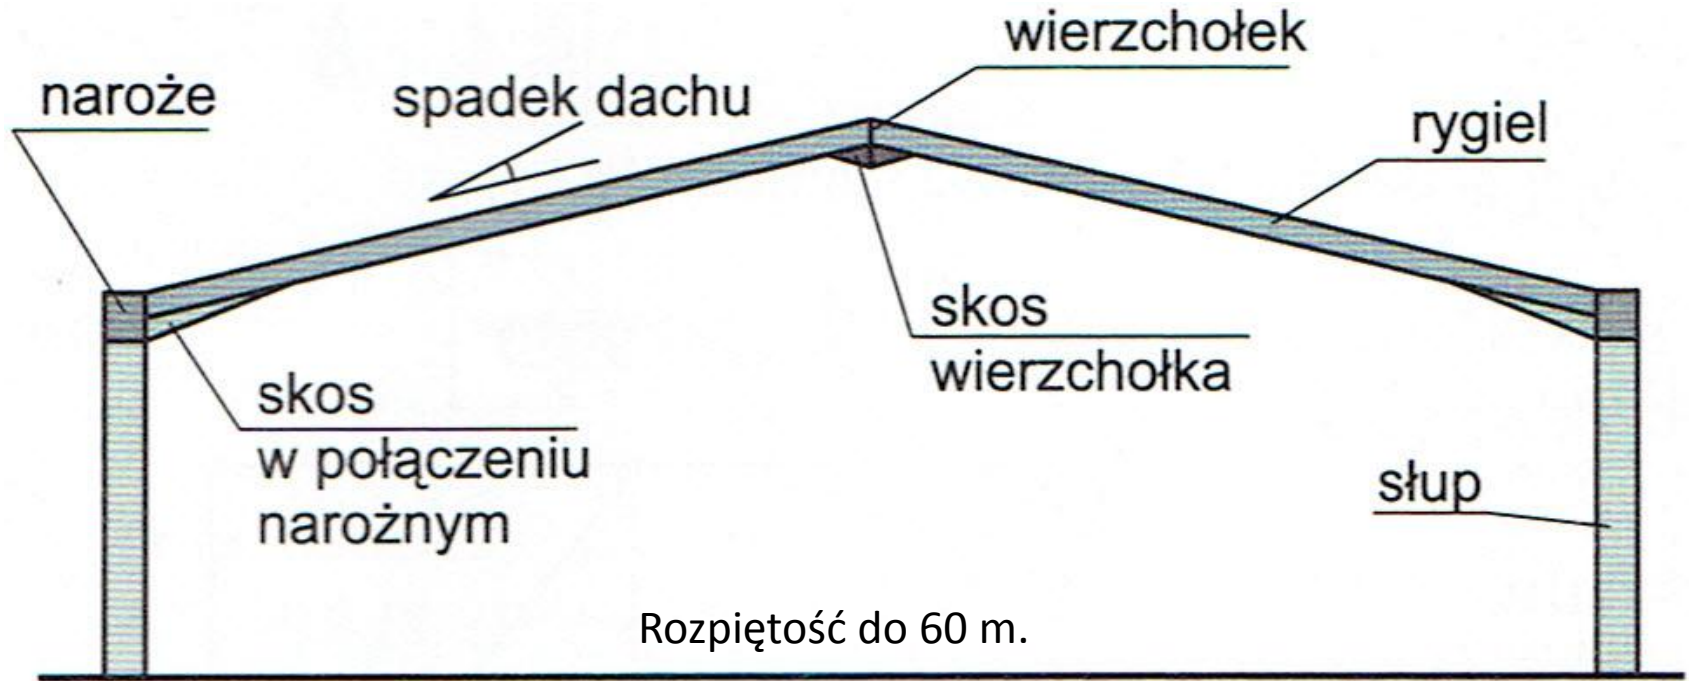 wierzchołek
naroże
spadek dachu
rygiel
skos
wierzchołka
skos
w połączeniu
narożnym
słup
Rozpiętość do 60 m.